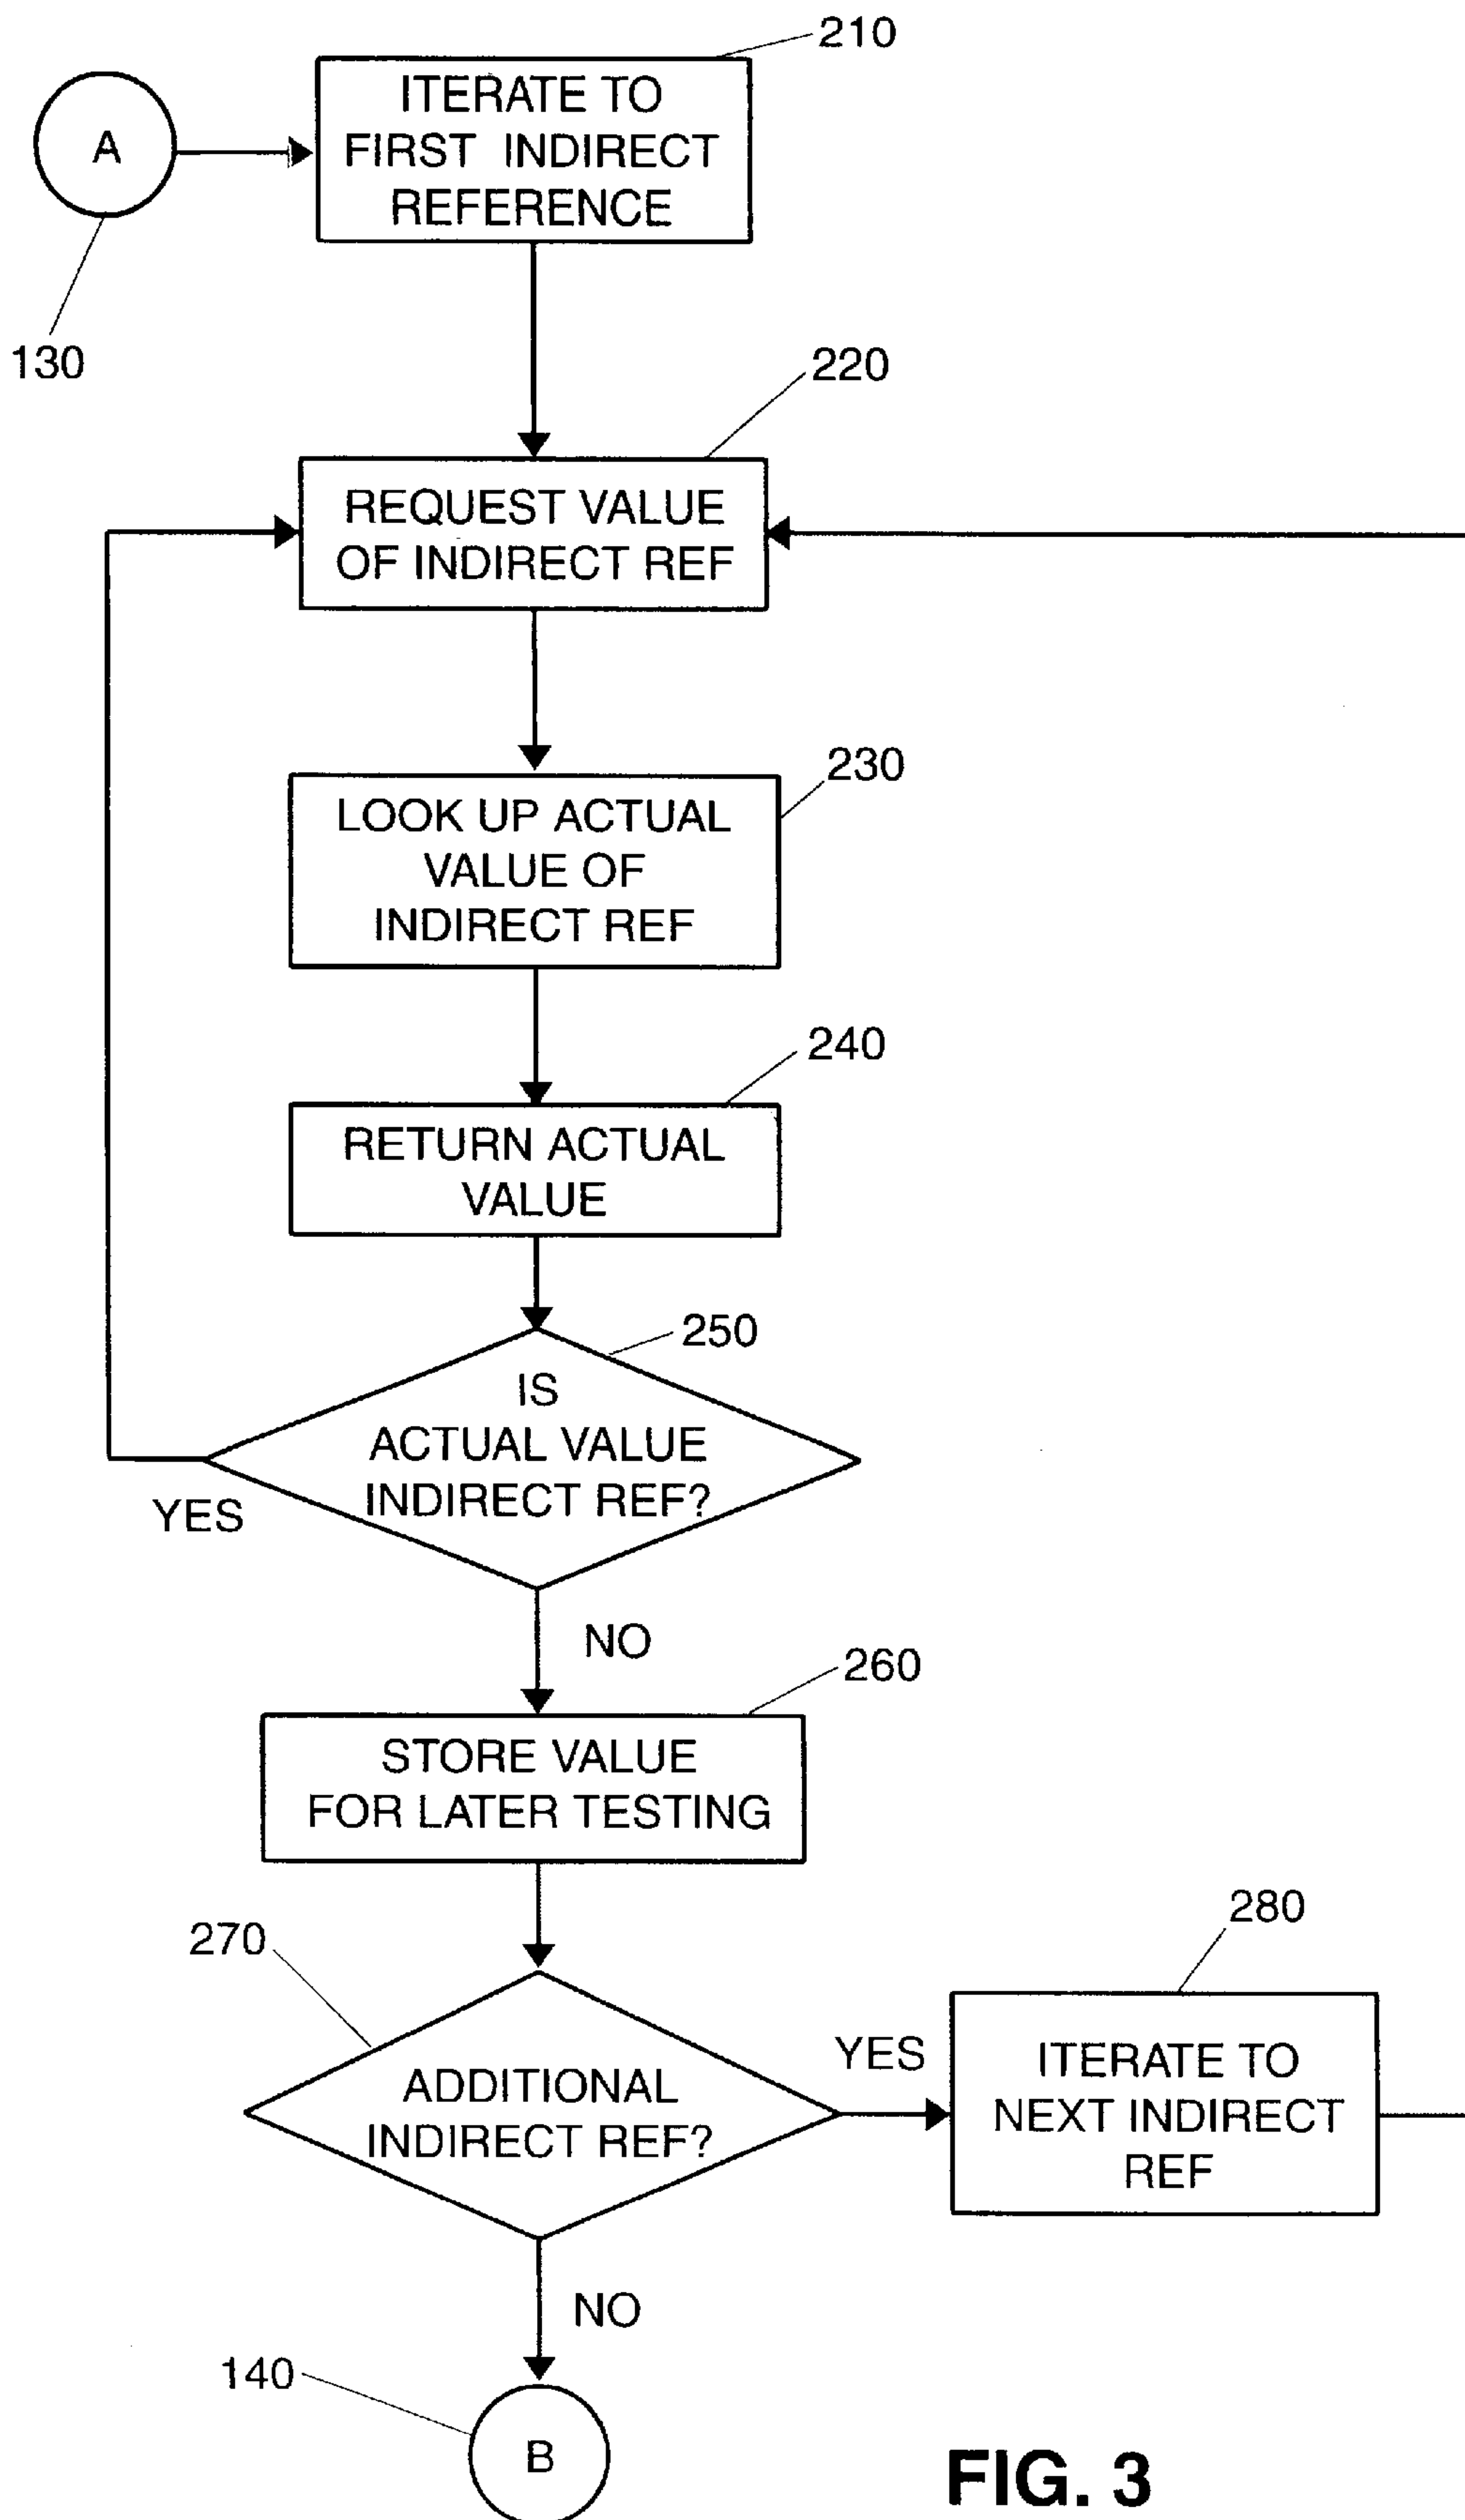 210
A
ITERATE TO
FIRST INDIRECT
REFERENCE
130
220
REQUEST VALUE
OF INDIRECT REF
230
LOOK UP ACTUAL
VALUE OF
INDIRECT REF
240
RETURN ACTUAL
VALUE
250
IS
ACTUAL VALUE
INDIRECT REF?
YES
NO
260
STORE VALUE
FOR LATER TESTING
270
280
ADDITIONAL
INDIRECT REF?
YES
ITERATE TO
NEXT INDIRECT
REF
NO
140
B
FIG. 3